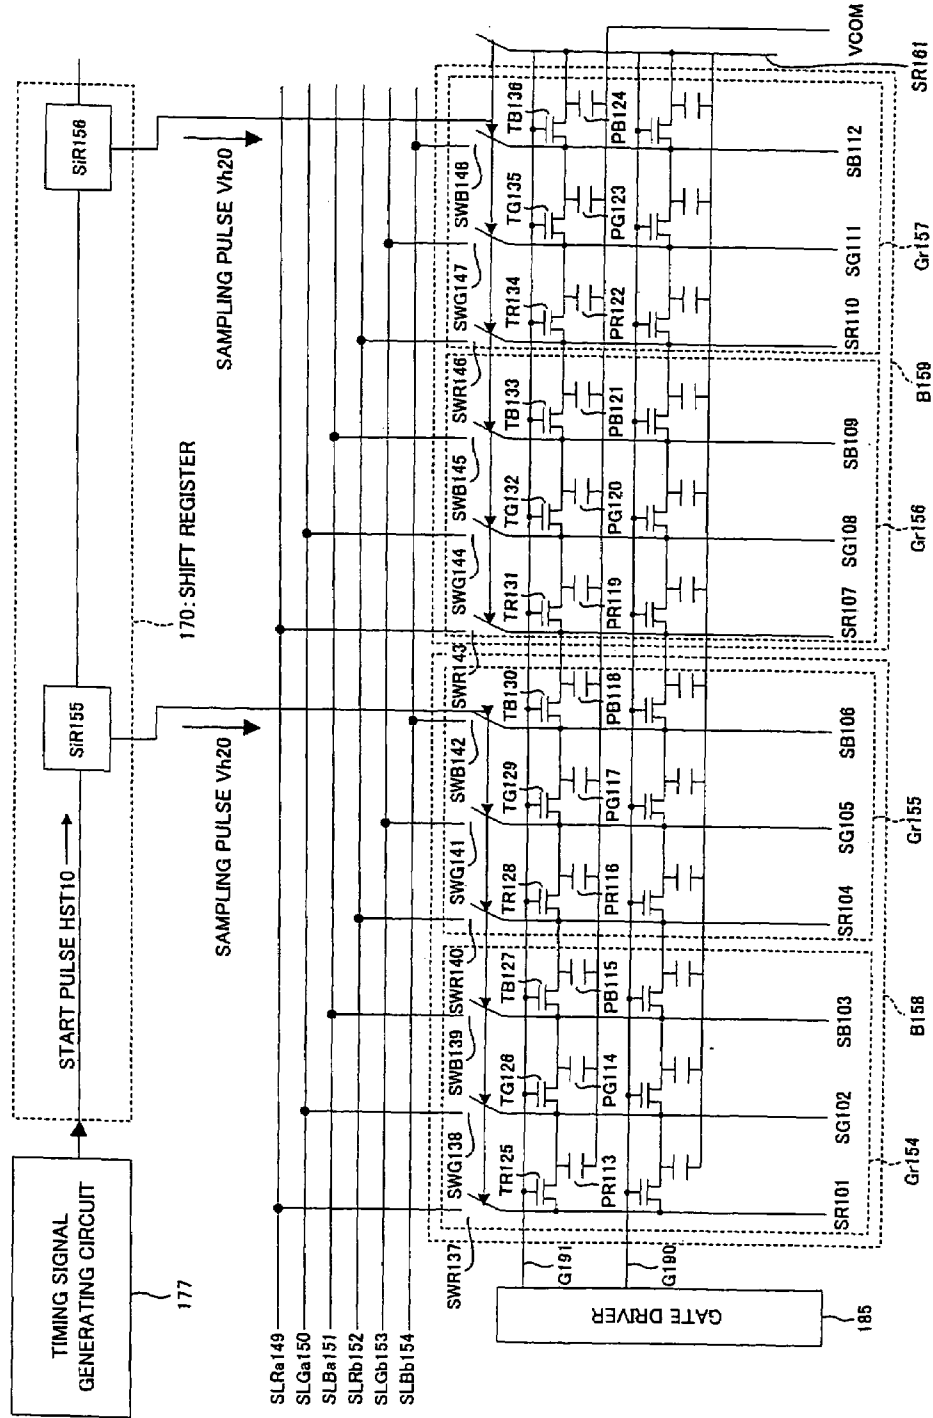 TIMING SIGNAL
GENERATING CIRCUIT
177
START PULSE HST10
SiR155
SiR156
170: SHIFT REGISTER
SAMPLING PULSE Vh20
SAMPLING PULSE Vh20
SLRa149
SLGa150
SLBa151
SLRb152
SLGb153
SLBb154
SWR137
SWG138
SWB139
SWR140
SWG141
SWB142
SWR143
SWG144
SWB145
SWR146
SWG147
SWB148
TR125
TG126
TB127
TR128
TG129
TB130
TR131
TG132
TB133
TR134
TG135
TB136
PR113
PG114
PB115
PR116
PG117
PB118
PR119
PG120
PB121
PR122
PG123
PB124
G191
G190
GATE DRIVER
185
SR101
SG102
SB103
SR104
SG105
SB106
SR107
SG108
SB109
SR110
SG111
SB112
VCOM
SR161
Gr154
B158
Gr155
Gr156
B159
Gr157